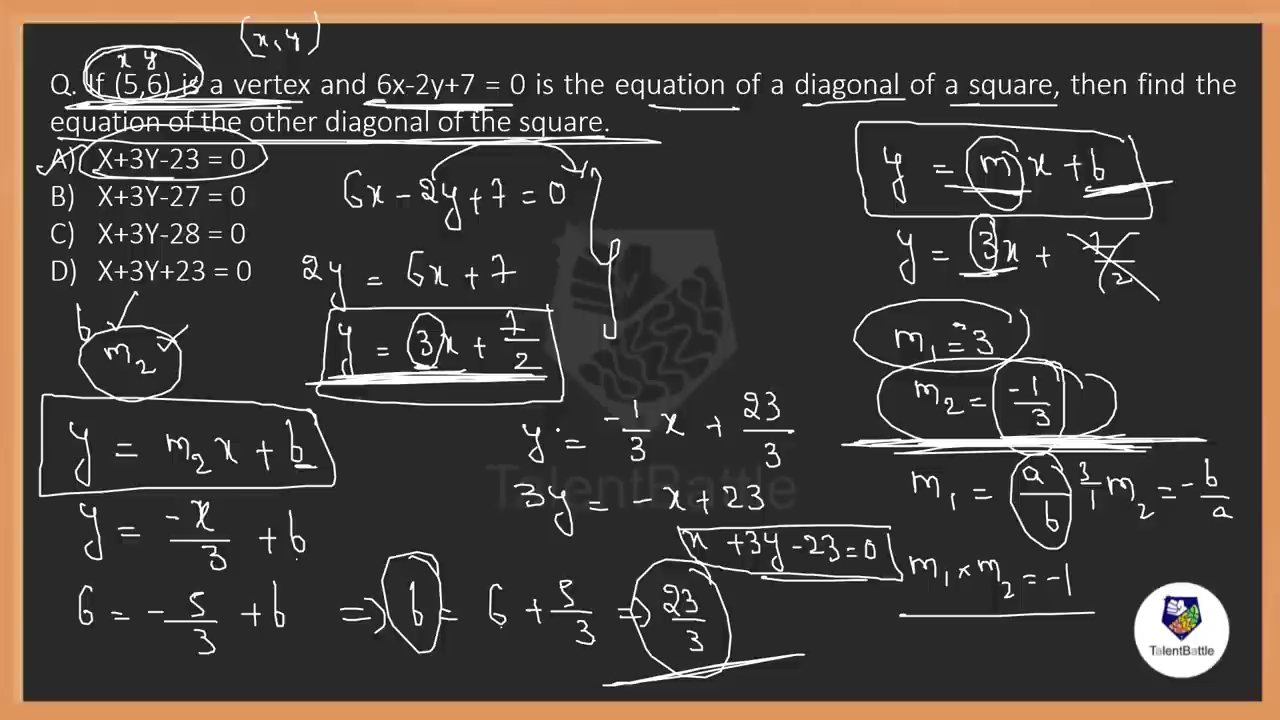 (x, y)
x y
Q. If (5,6) is a vertex and 6x-2y+7 = 0 is the equation of a diagonal of a square, then find the
equation of the other diagonal of the square.
A) X+3Y-23 = 0
B) X+3Y-27 = 0
C) X+3Y-28 = 0
D) X+3Y+23 = 0
6x - 2y + 7 = 0
2y = 6x + 7
y = 3x + 7/2
y = mx + b
y = 3x + 7/2
m₁ = 3
m₂ = -1/3
m₁ = a/b 3/1 m₂ = -b/a
m₁ × m₂ = -1
b
m₂
y = m₂x + b
y = -x/3 + b
6 = -5/3 + b => b = 6 + 5/3 => 23/3
y = -1/3 x + 23/3
3y = -x + 23
x + 3y - 23 = 0
TalentBattle
TalentBattle